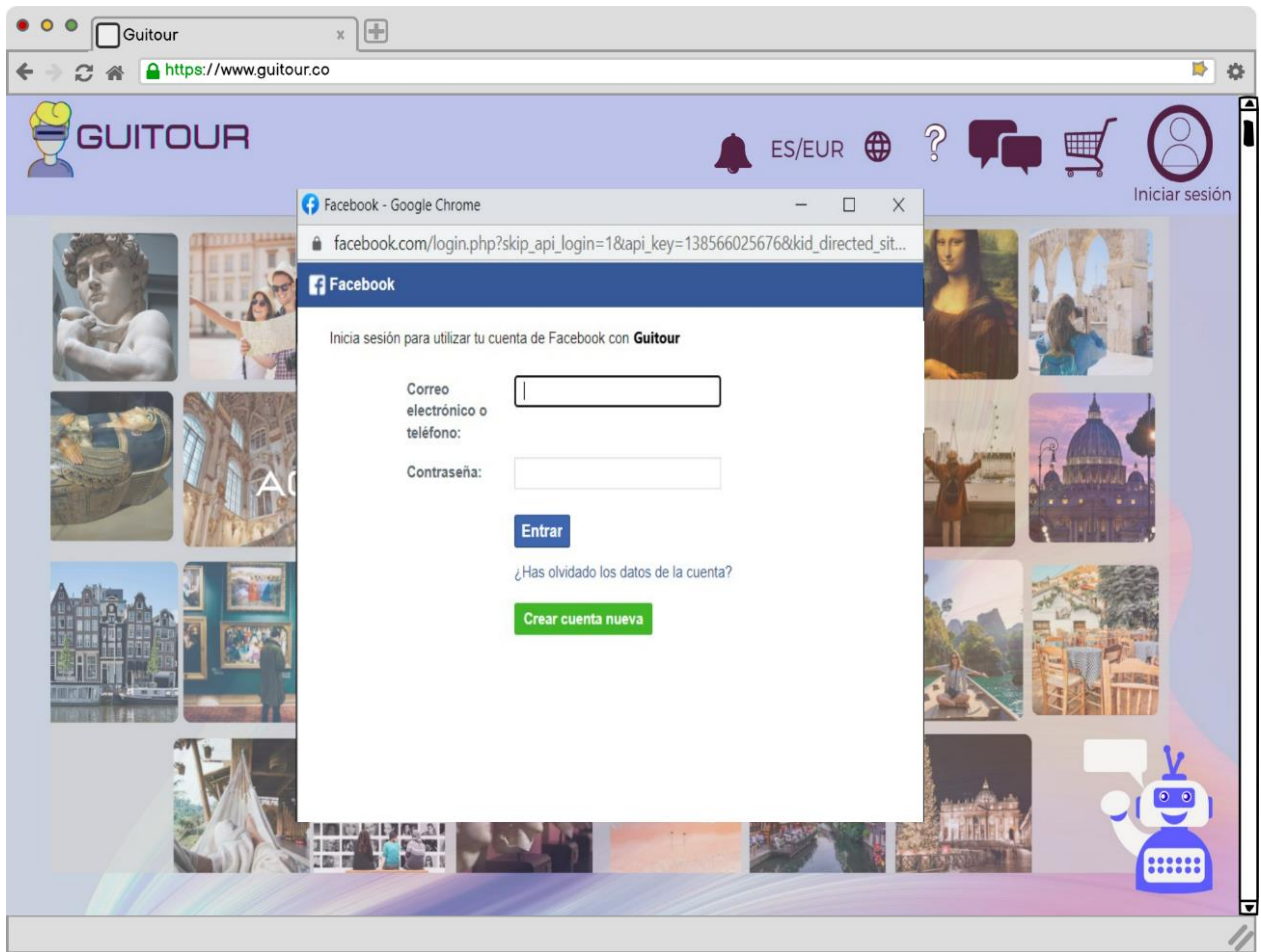 Guitour
https://www.guitour.co
GUITOUR
ES/EUR
?
Iniciar sesión
Facebook - Google Chrome
facebook.com/login.php?skip_api_login=1&api_key=138566025676&kid_directed_sit...
Facebook
Inicia sesión para utilizar tu cuenta de Facebook con Guitour
Correo
electrónico o
teléfono:
Contraseña:
Entrar
¿Has olvidado los datos de la cuenta?
Crear cuenta nueva